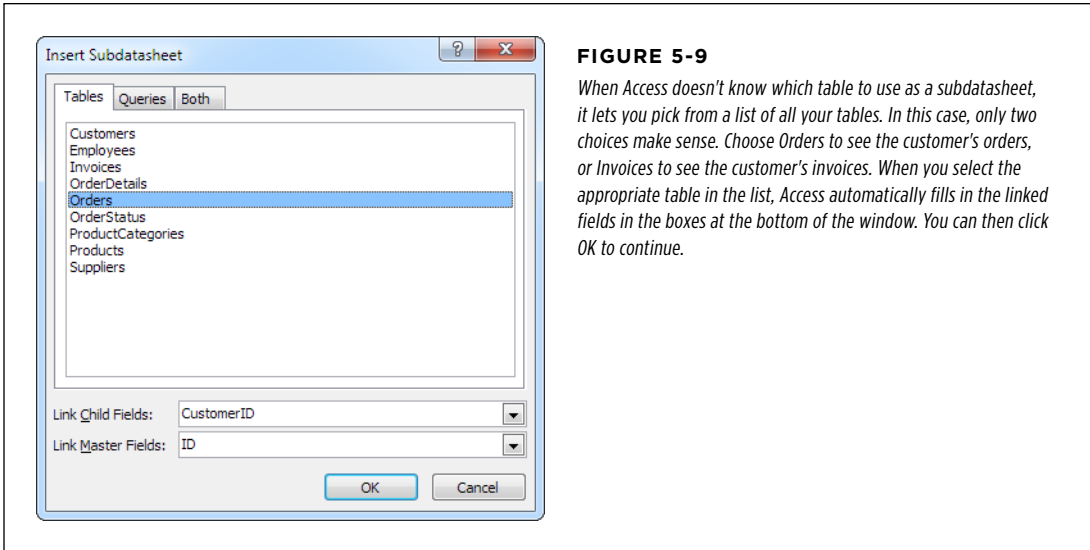 Insert Subdatasheet
Tables Queries Both
Customers
Employees
Invoices
OrderDetails
Orders
OrderStatus
ProductCategories
Products
Suppliers
Link Child Fields: CustomerID
Link Master Fields: ID
OK Cancel
FIGURE 5-9
When Access doesn't know which table to use as a subdatasheet,
it lets you pick from a list of all your tables. In this case, only two
choices make sense. Choose Orders to see the customer's orders,
or Invoices to see the customer's invoices. When you select the
appropriate table in the list, Access automatically fills in the linked
fields in the boxes at the bottom of the window. You can then click
OK to continue.